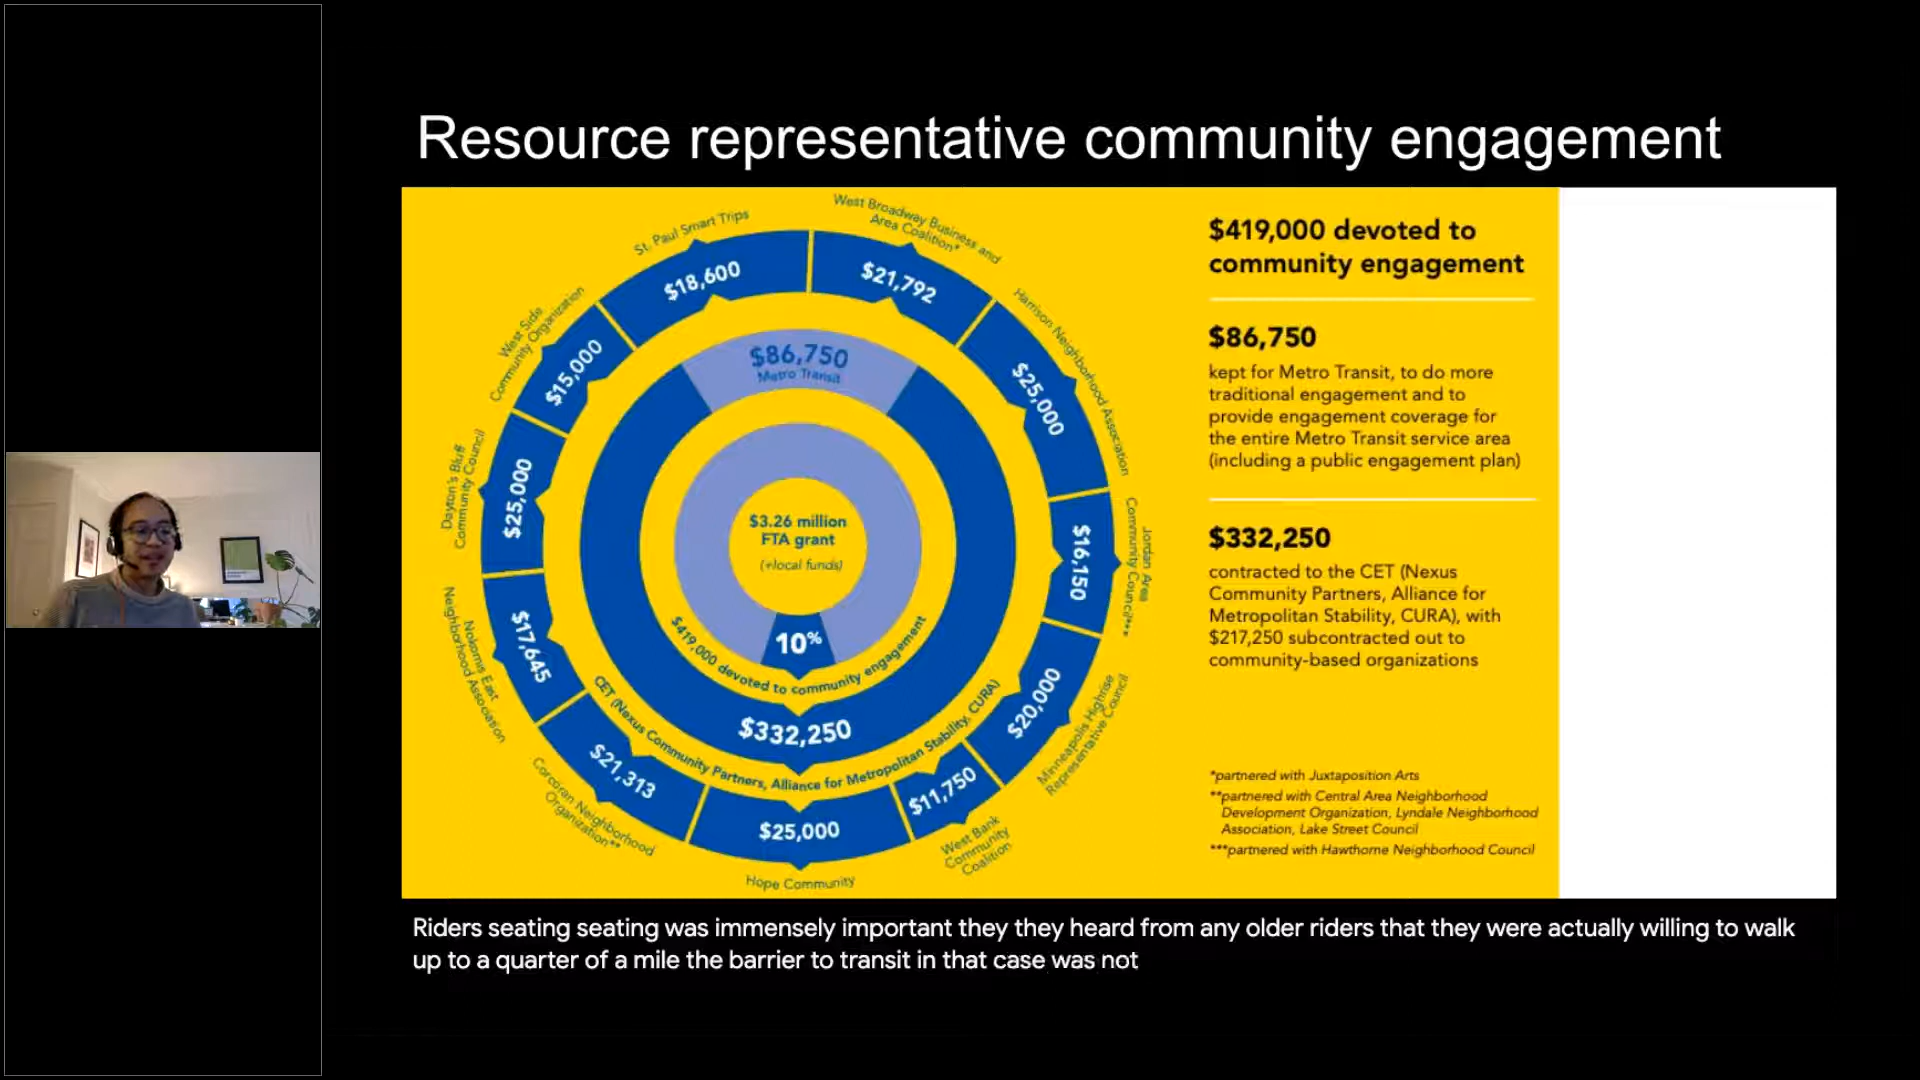 Resource representative community engagement
West Broadway Business and
Area Coalition*
St. Paul Smart Trips
$18,600
$21,792
Harrison Neighborhood Association
$25,000
Jordan Area
Community Council***
$16,150
Minneapolis Highrise
Representative Council
$20,000
West Bank
Community
Coalition
$11,750
Hope Community
$25,000
Corcoran Neighborhood
Organization**
$21,313
Nokomis East
Neighborhood Association
$17,645
Dayton's Bluff
Community Council
$25,000
West Side
Community Organization
$15,000
$86,750
Metro Transit
$3.26 million
FTA grant
(+local funds)
10%
$419,000 devoted to community engagement
$332,250
CET (Nexus Community Partners, Alliance for Metropolitan Stability, CURA)
$419,000 devoted to
community engagement
$86,750
kept for Metro Transit, to do more
traditional engagement and to
provide engagement coverage for
the entire Metro Transit service area
(including a public engagement plan)
$332,250
contracted to the CET (Nexus
Community Partners, Alliance for
Metropolitan Stability, CURA), with
$217,250 subcontracted out to
community-based organizations
*partnered with Juxtaposition Arts
**partnered with Central Area Neighborhood
Development Organization, Lyndale Neighborhood
Association, Lake Street Council
***partnered with Hawthorne Neighborhood Council
Riders seating seating was immensely important they they heard from any older riders that they were actually willing to walk
up to a quarter of a mile the barrier to transit in that case was not